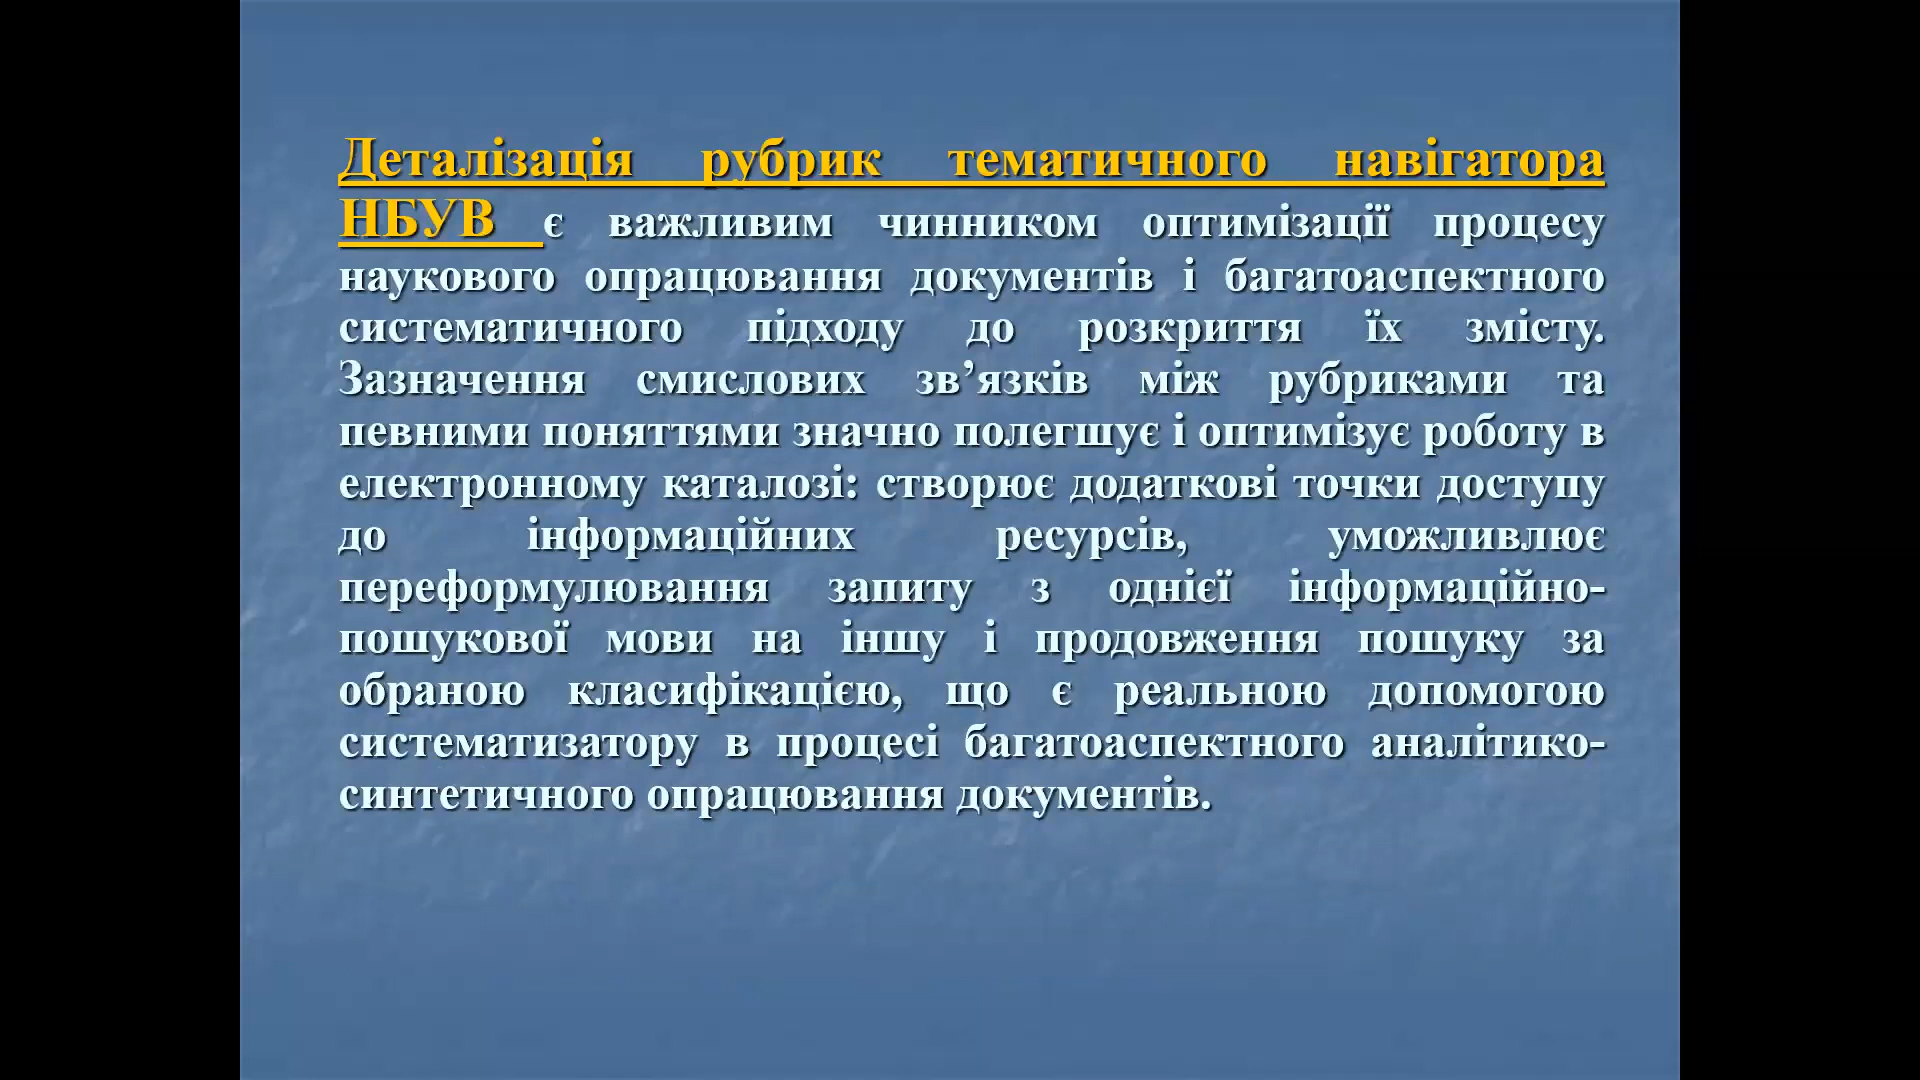 Деталізація рубрик тематичного навігатора
НБУВ є важливим чинником оптимізації процесу
наукового опрацювання документів і багатоаспектного
систематичного підходу до розкриття їх змісту.
Зазначення смислових зв’язків між рубриками та
певними поняттями значно полегшує і оптимізує роботу в
електронному каталозі: створює додаткові точки доступу
до інформаційних ресурсів, уможливлює
переформулювання запиту з однієї інформаційно-
пошукової мови на іншу і продовження пошуку за
обраною класифікацією, що є реальною допомогою
систематизатору в процесі багатоаспектного аналітико-
синтетичного опрацювання документів.